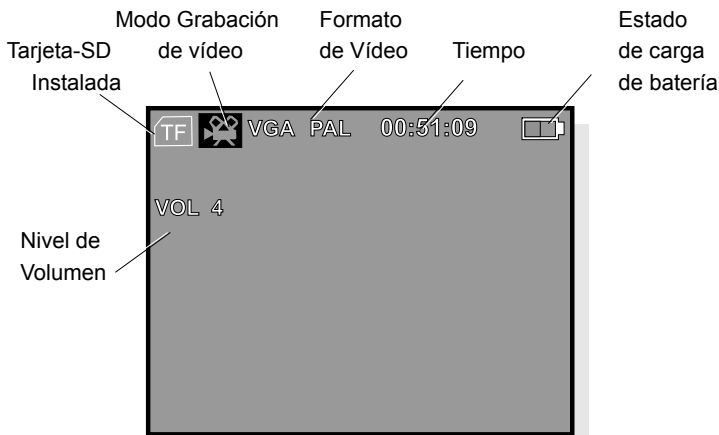 Modo Grabación
de vídeo
Formato
de Vídeo
Tiempo
Estado
de carga
de batería
Tarjeta-SD
Instalada
TF VGA PAL 00:51:09
VOL 4
Nivel de
Volumen